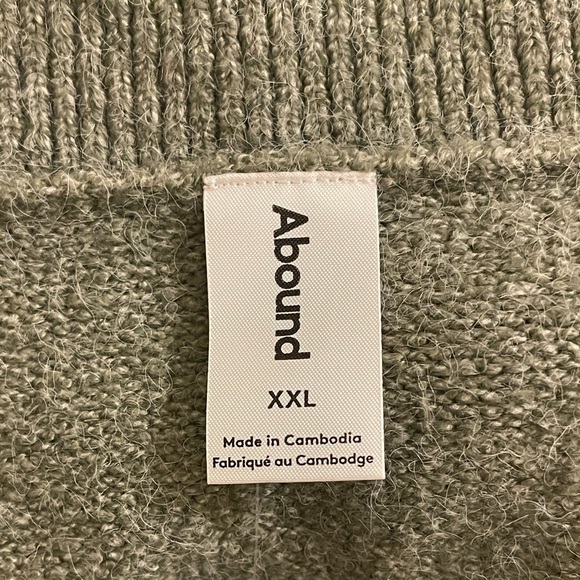 Abound
XXL
Made in Cambodia
Fabriqué au Cambodge